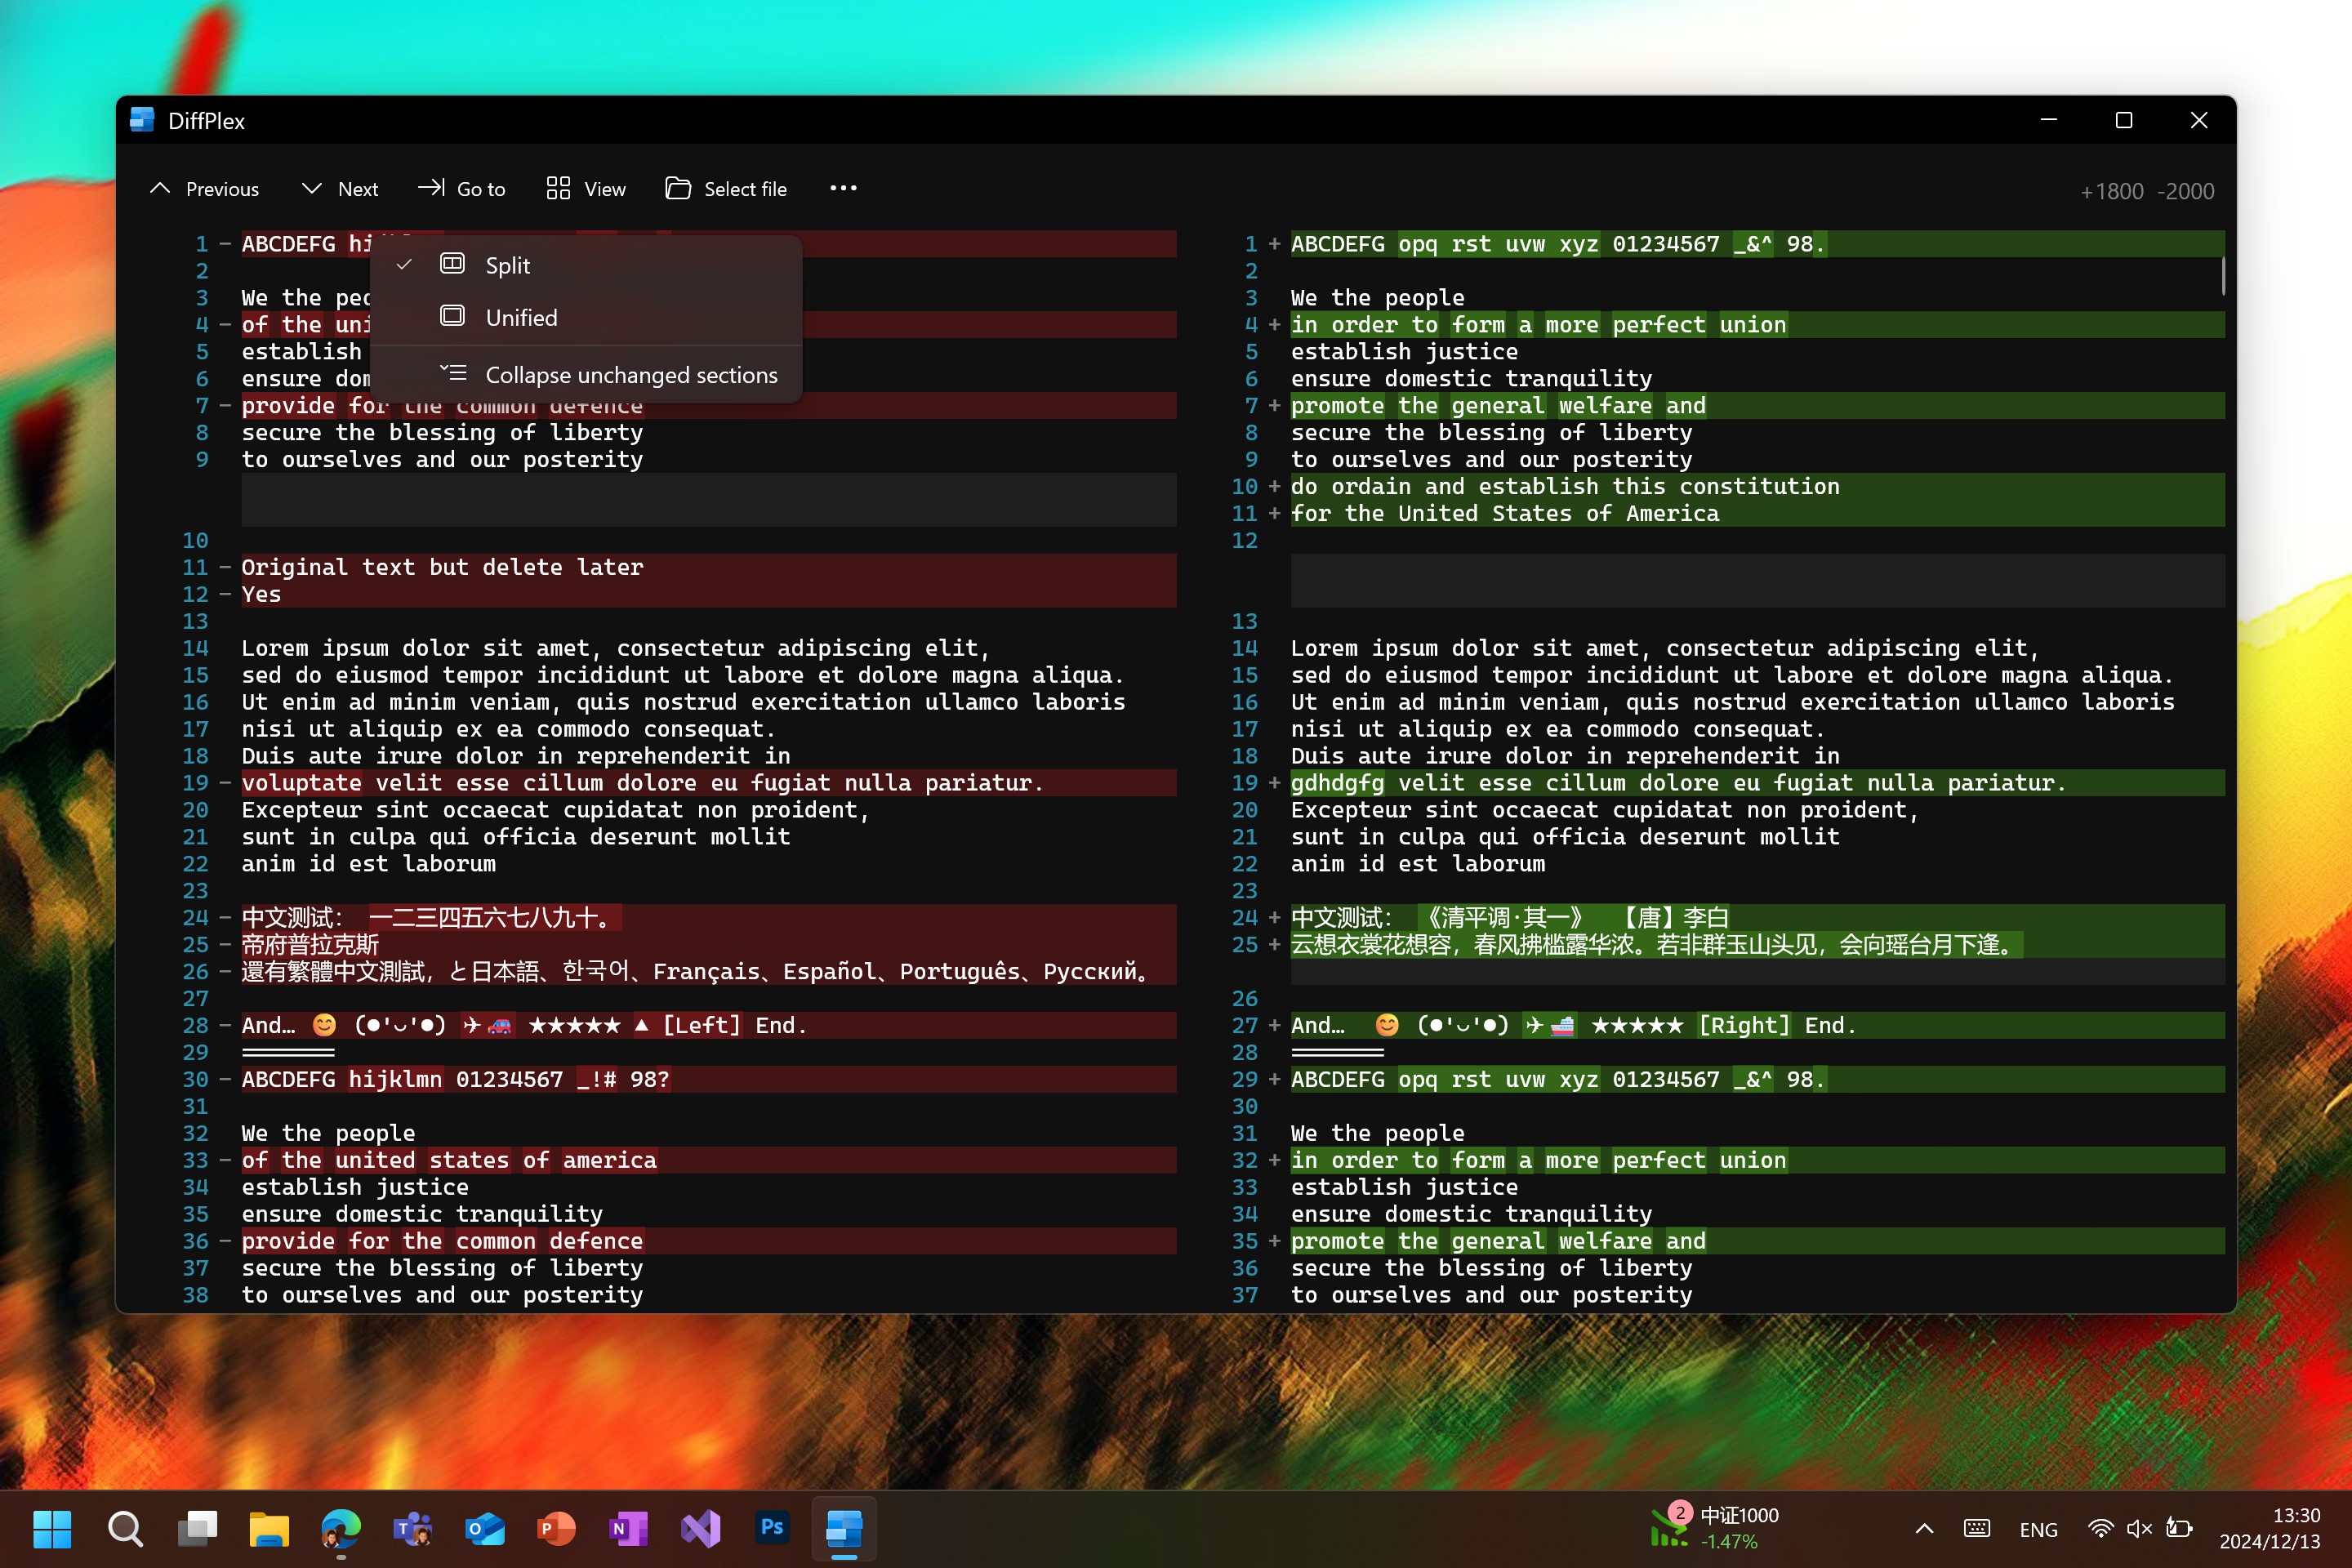 DiffPlex
Previous Next Go to View Select file ••• +1800 -2000
Split
Unified
Collapse unchanged sections
1 − ABCDEFG
2
3 We the
4 − of the
5 establish
6 ensure
7 − provide for the common defence
8 secure the blessing of liberty
9 to ourselves and our posterity
10
11 − Original text but delete later
12 − Yes
13
14 Lorem ipsum dolor sit amet, consectetur adipiscing elit,
15 sed do eiusmod tempor incididunt ut labore et dolore magna aliqua.
16 Ut enim ad minim veniam, quis nostrud exercitation ullamco laboris
17 nisi ut aliquip ex ea commodo consequat.
18 Duis aute irure dolor in reprehenderit in
19 − voluptate velit esse cillum dolore eu fugiat nulla pariatur.
20 Excepteur sint occaecat cupidatat non proident,
21 sunt in culpa qui officia deserunt mollit
22 anim id est laborum
23
24 − 中文测试： 一二三四五六七八九十。
25 − 帝府普拉克斯
26 − 還有繁體中文測試，と日本語、한국어、Français、Español、Português、Русский。
27
28 − And… 😊 (●'◡'●) ✈🚗 ★★★★★ ▲ [Left] End.
29 ═══════
30 − ABCDEFG hijklmn 01234567 _!# 98?
31
32 We the people
33 − of the united states of america
34 establish justice
35 ensure domestic tranquility
36 − provide for the common defence
37 secure the blessing of liberty
38 to ourselves and our posterity
1 + ABCDEFG opq rst uvw xyz 01234567 _&^ 98.
2
3 We the people
4 + in order to form a more perfect union
5 establish justice
6 ensure domestic tranquility
7 + promote the general welfare and
8 secure the blessing of liberty
9 to ourselves and our posterity
10 + do ordain and establish this constitution
11 + for the United States of America
12
13
14 Lorem ipsum dolor sit amet, consectetur adipiscing elit,
15 sed do eiusmod tempor incididunt ut labore et dolore magna aliqua.
16 Ut enim ad minim veniam, quis nostrud exercitation ullamco laboris
17 nisi ut aliquip ex ea commodo consequat.
18 Duis aute irure dolor in reprehenderit in
19 + gdhdgfg velit esse cillum dolore eu fugiat nulla pariatur.
20 Excepteur sint occaecat cupidatat non proident,
21 sunt in culpa qui officia deserunt mollit
22 anim id est laborum
23
24 + 中文测试： 《清平调·其一》 【唐】李白
25 + 云想衣裳花想容，春风拂槛露华浓。若非群玉山头见，会向瑶台月下逢。
26
27 + And… 😊 (●'◡'●) ✈🚢 ★★★★★ [Right] End.
28 ═══════
29 + ABCDEFG opq rst uvw xyz 01234567 _&^ 98.
30
31 We the people
32 + in order to form a more perfect union
33 establish justice
34 ensure domestic tranquility
35 + promote the general welfare and
36 secure the blessing of liberty
37 to ourselves and our posterity
T O P N Ps
2 中证1000
-1.47%
ENG
13:30
2024/12/13